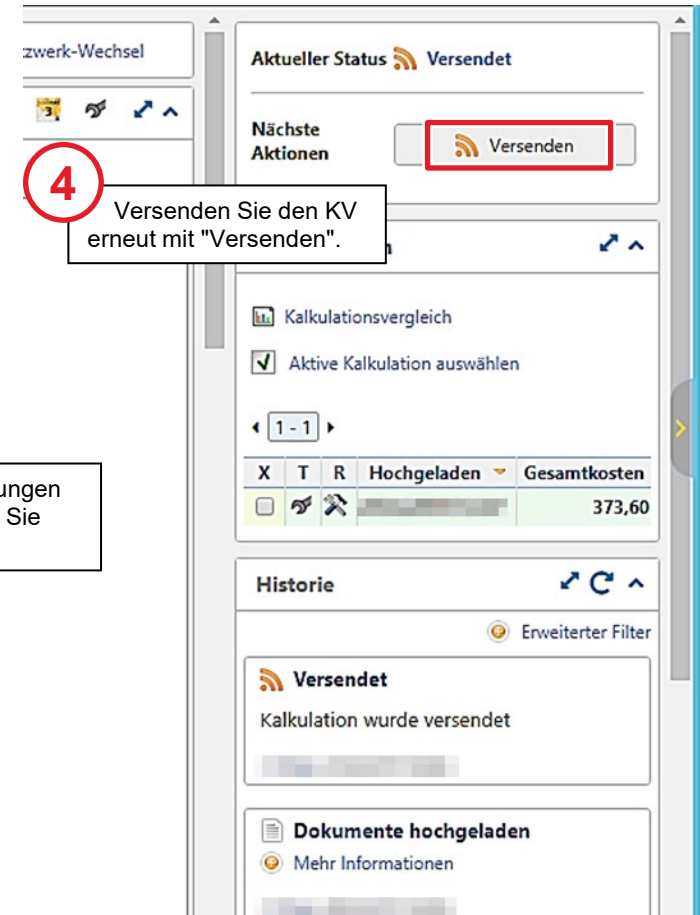 zwerk-Wechsel
3
Aktueller Status Versendet
Nächste
Aktionen
Versenden
4
Versenden Sie den KV
erneut mit "Versenden".
Kalkulationsvergleich
Aktive Kalkulation auswählen
1 - 1
X T R Hochgeladen Gesamtkosten
373,60
ungen
Sie
Historie
Erweiterter Filter
Versendet
Kalkulation wurde versendet
Dokumente hochgeladen
Mehr Informationen